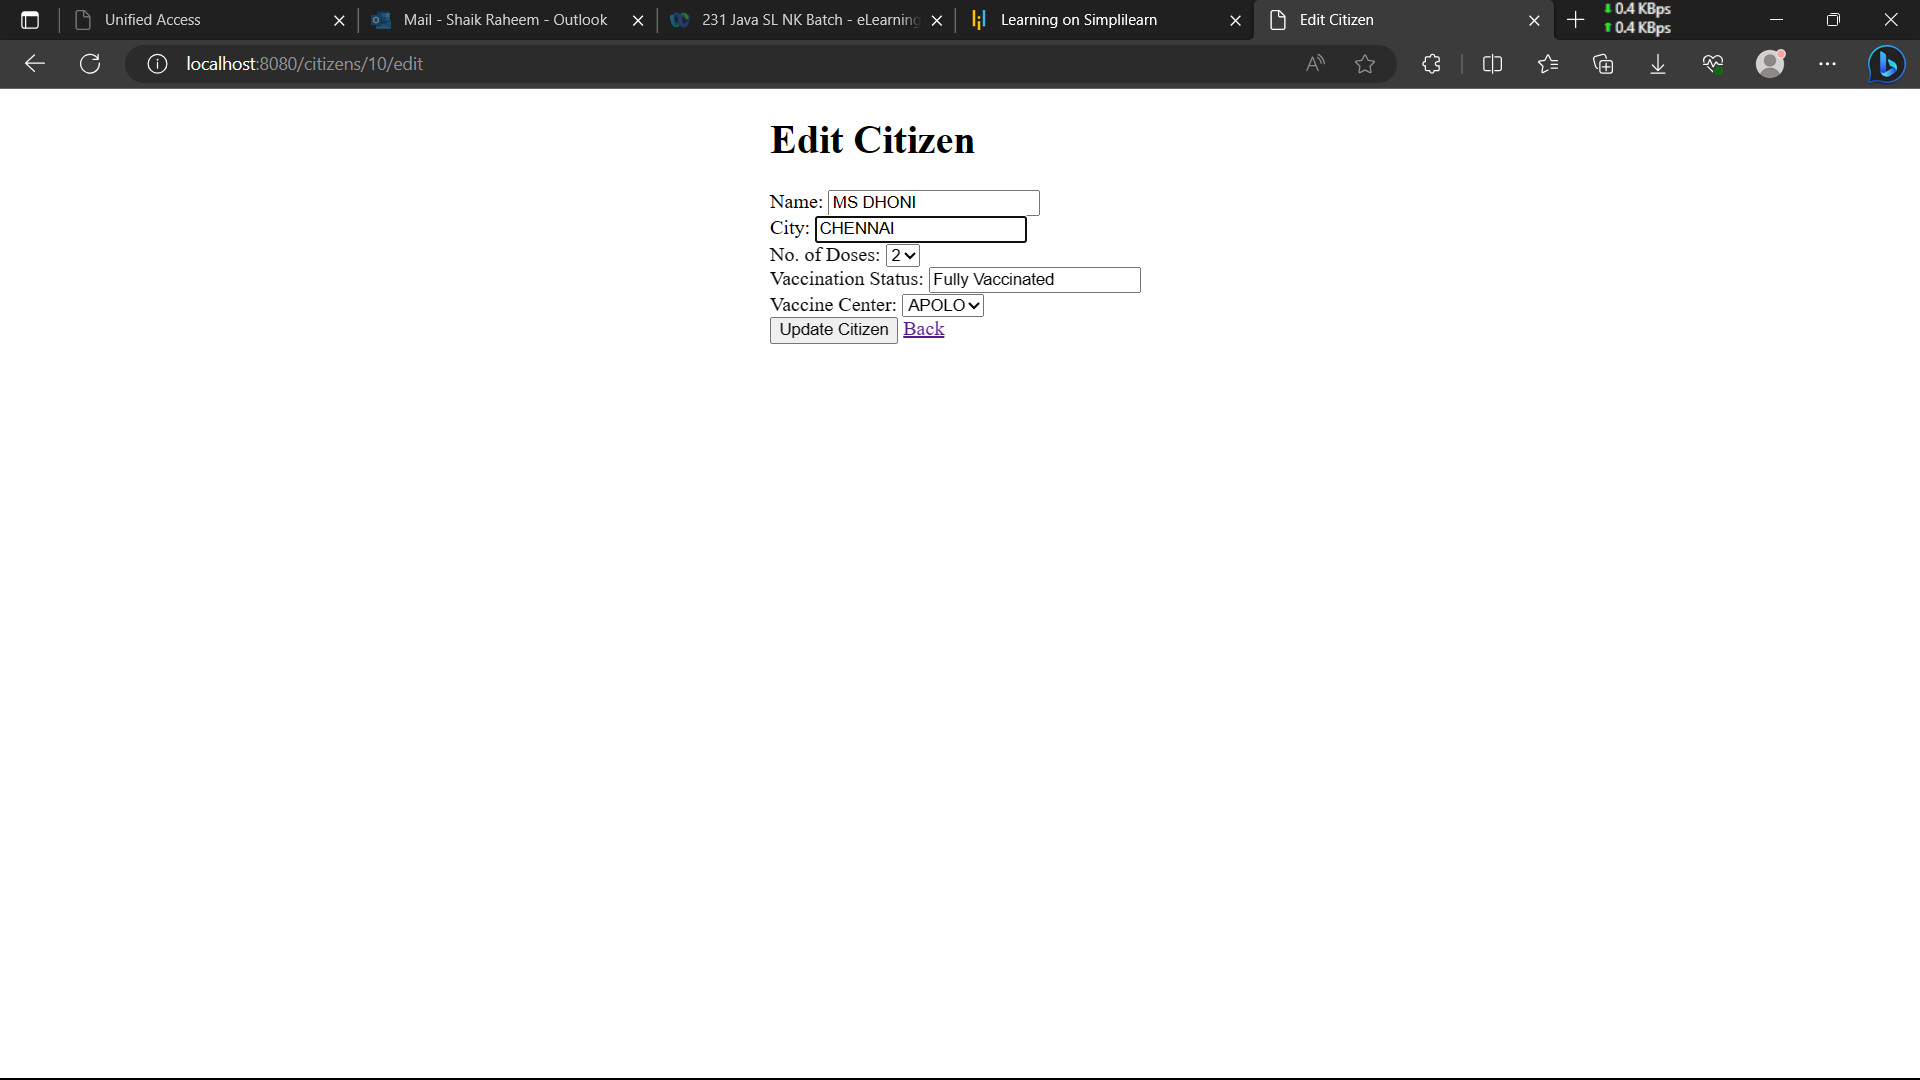 Unified Access
Mail - Shaik Raheem - Outlook
231 Java SL NK Batch - eLearning
Learning on Simplilearn
Edit Citizen
0.4 KBps
0.4 KBps
localhost:8080/citizens/10/edit
Edit Citizen
Name: MS DHONI
City: CHENNAI
No. of Doses: 2
Vaccination Status: Fully Vaccinated
Vaccine Center: APOLO
Update Citizen Back